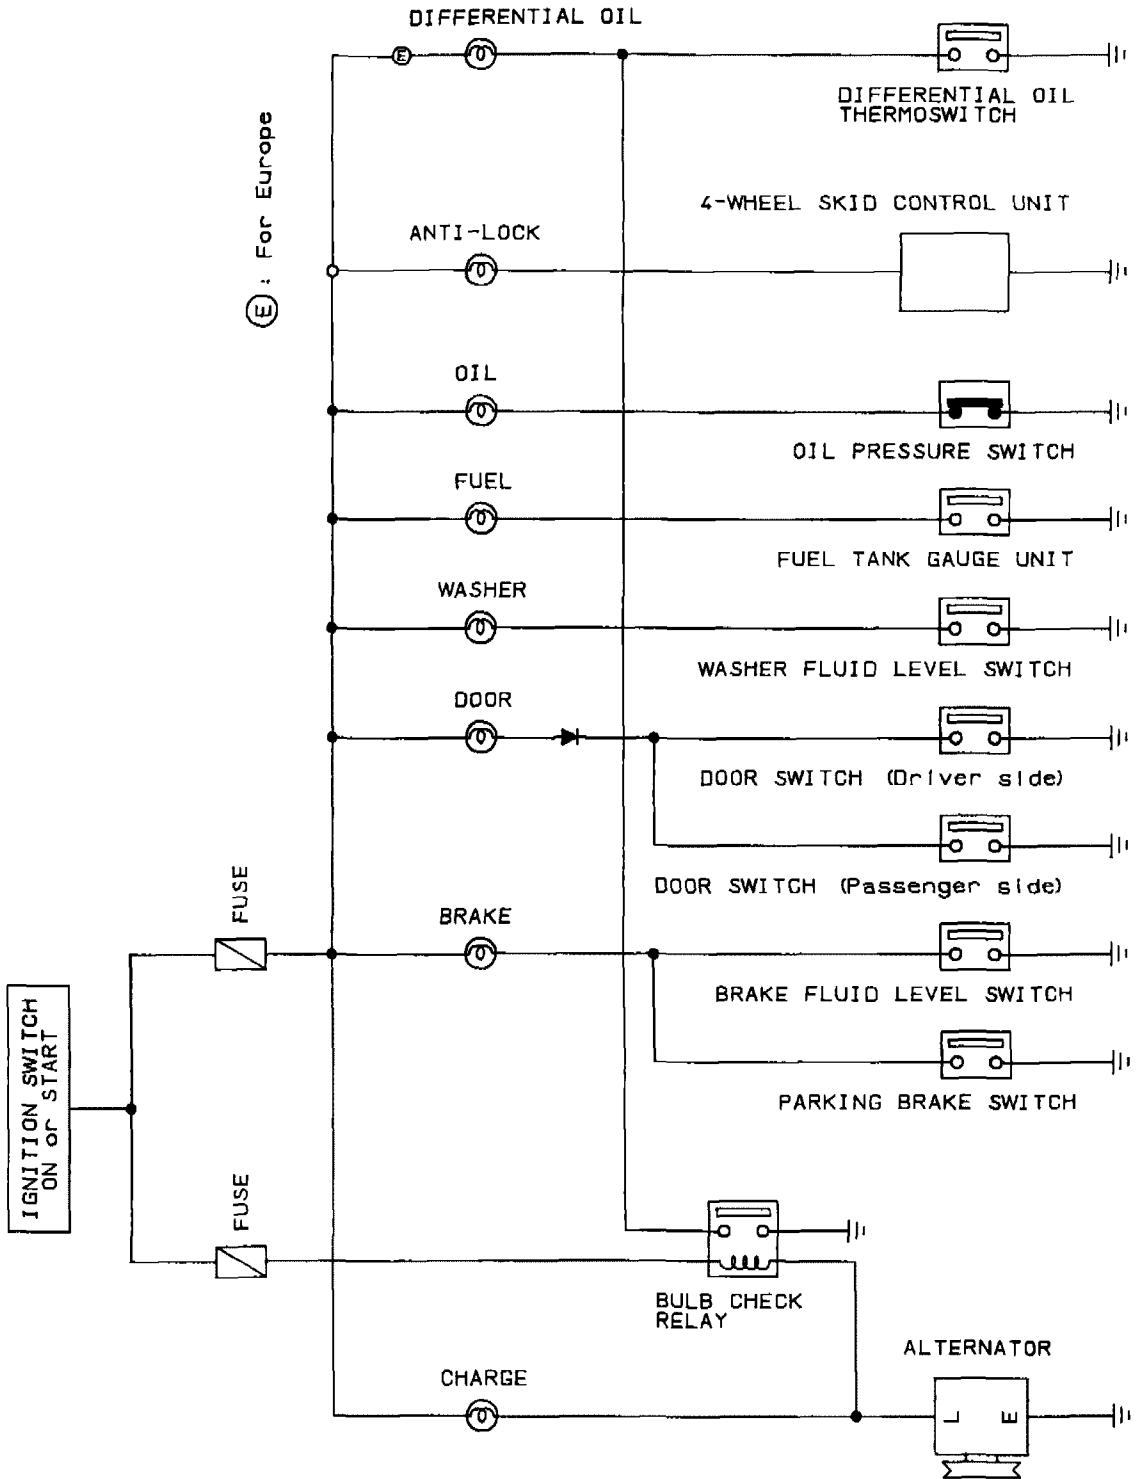 DIFFERENTIAL OIL
E
DIFFERENTIAL OIL
THERMOSWITCH
E : For Europe
4-WHEEL SKID CONTROL UNIT
ANTI-LOCK
OIL
OIL PRESSURE SWITCH
FUEL
FUEL TANK GAUGE UNIT
WASHER
WASHER FLUID LEVEL SWITCH
DOOR
DOOR SWITCH (Driver side)
DOOR SWITCH (Passenger side)
FUSE
BRAKE
BRAKE FLUID LEVEL SWITCH
IGNITION SWITCH
ON or START
PARKING BRAKE SWITCH
FUSE
BULB CHECK
RELAY
ALTERNATOR
CHARGE
L E